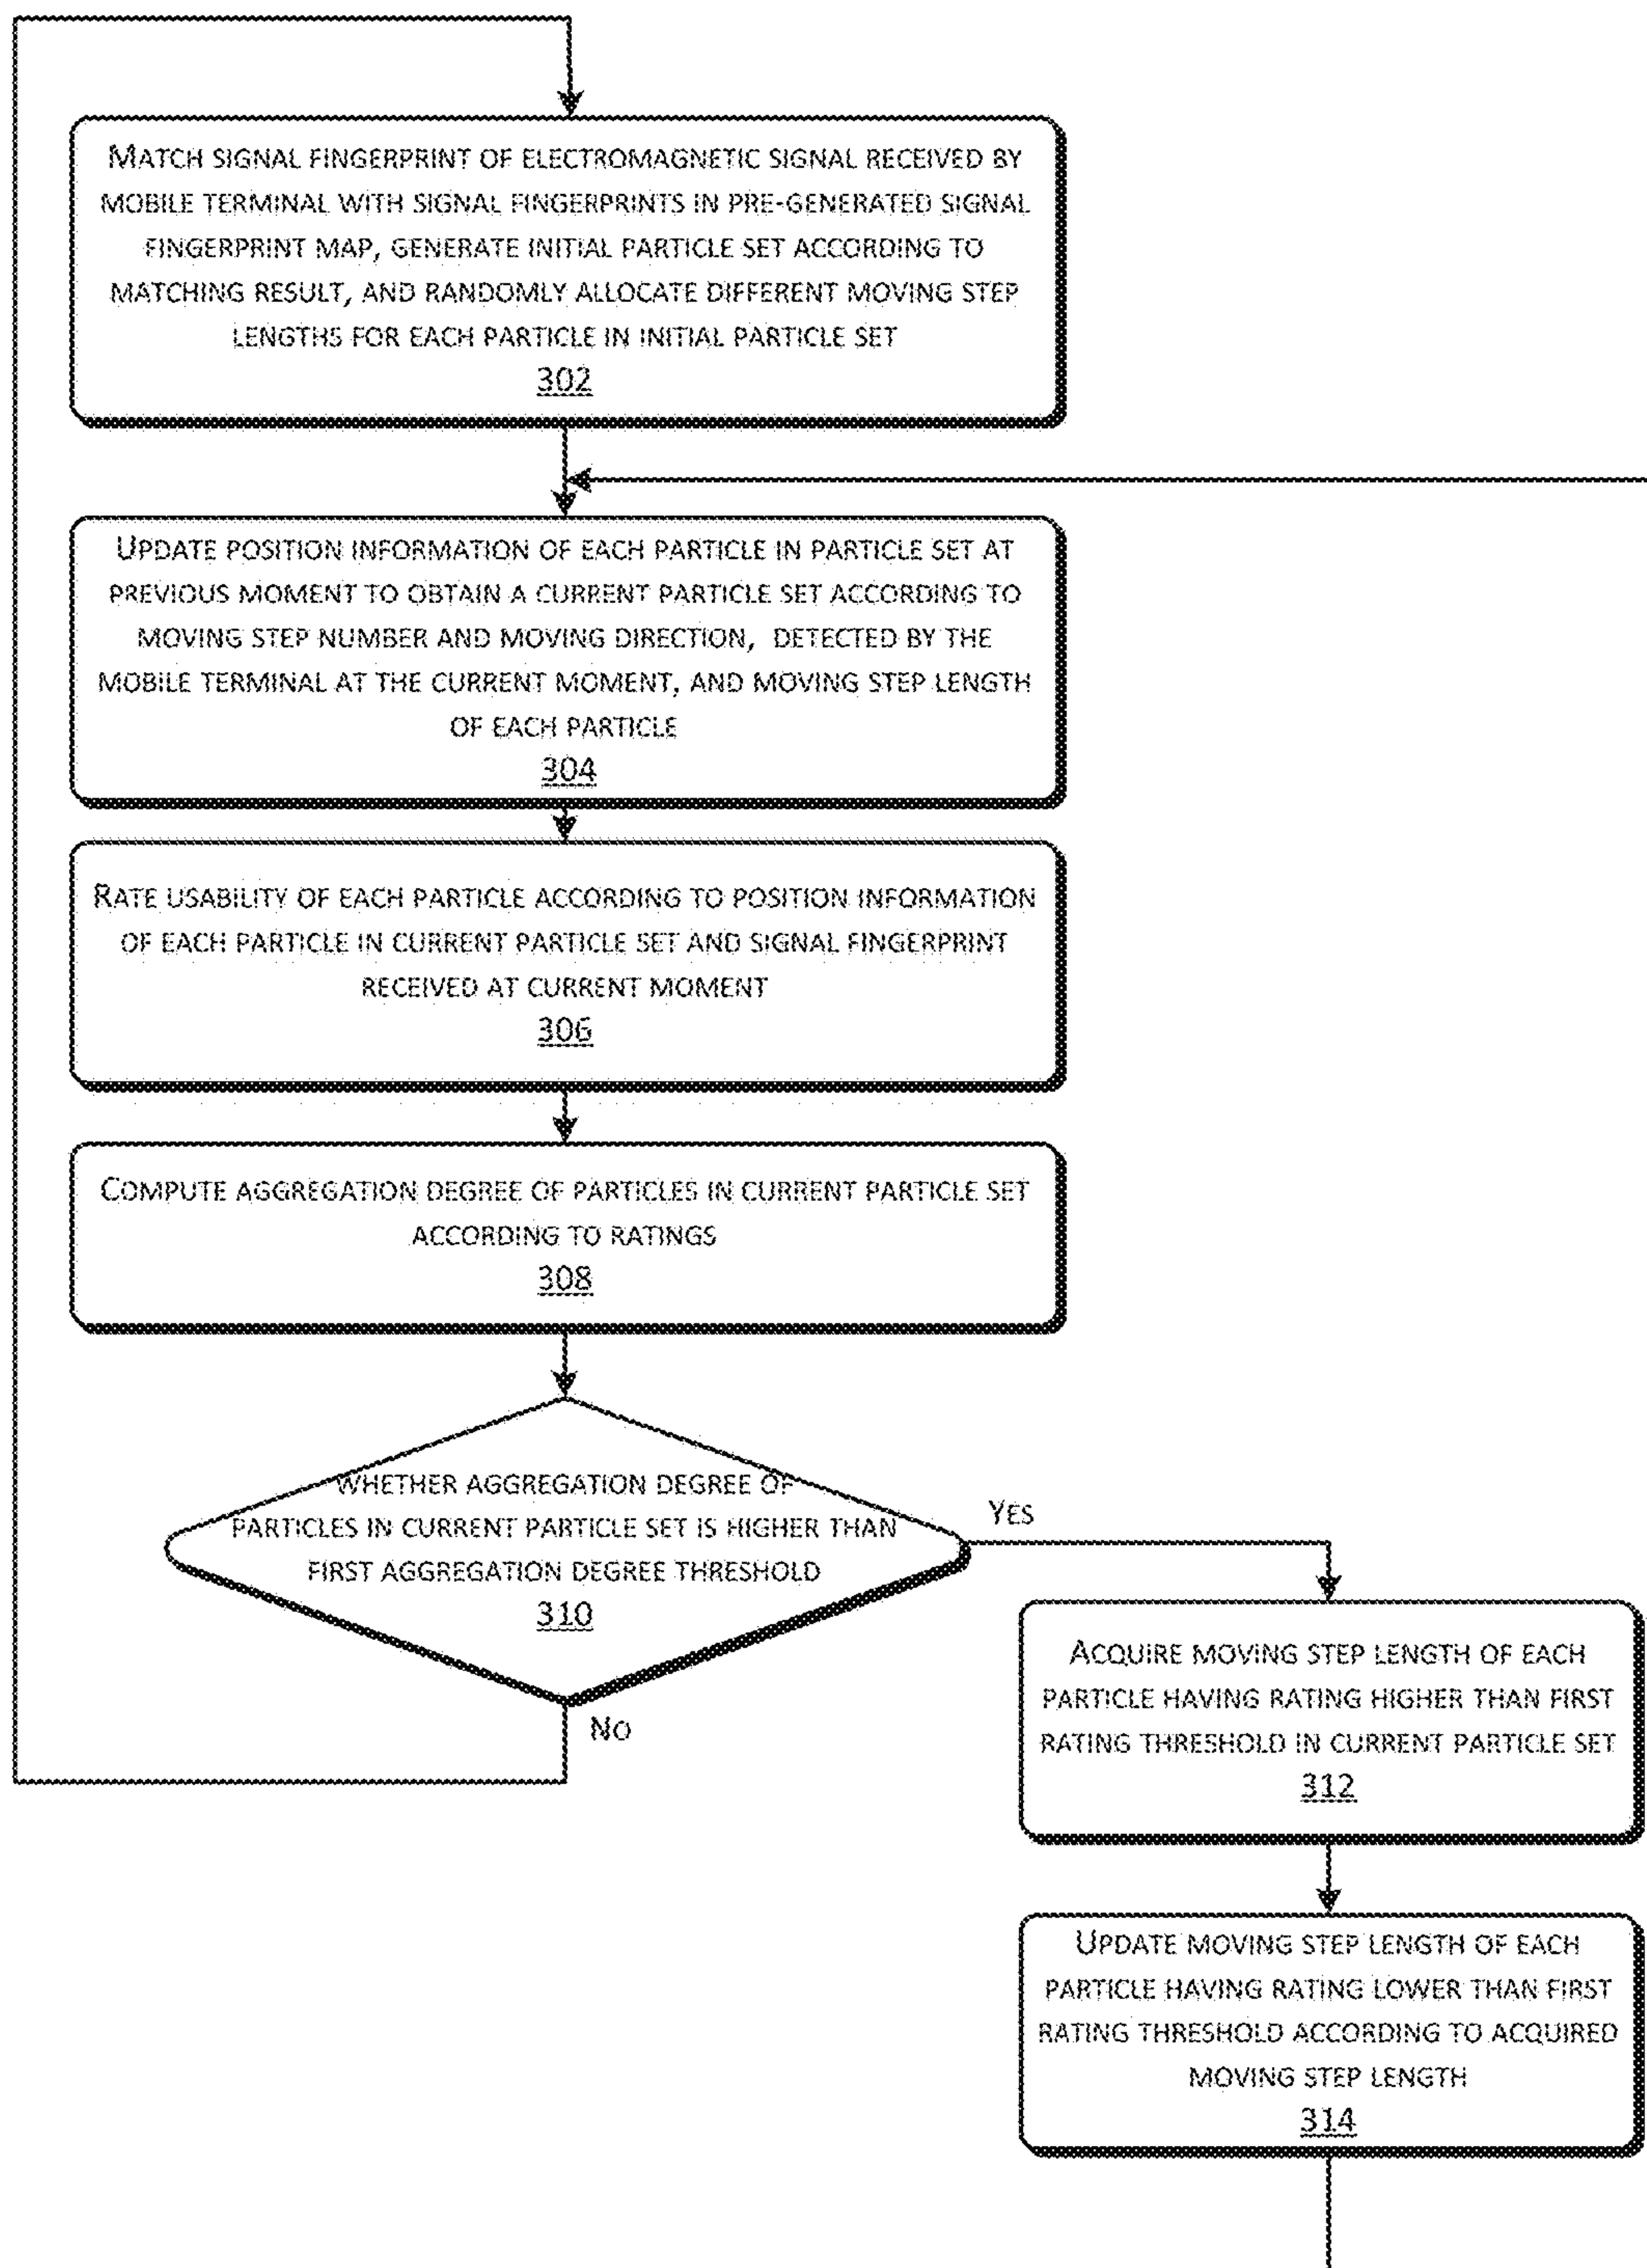 Match signal fingerprint of electromagnetic signal received by
mobile terminal with signal fingerprints in pre-generated signal
fingerprint map, generate initial particle set according to
matching result, and randomly allocate different moving step
lengths for each particle in initial particle set
302
Update position information of each particle in particle set at
previous moment to obtain a current particle set according to
moving step number and moving direction, detected by the
mobile terminal at the current moment, and moving step length
of each particle
304
Rate usability of each particle according to position information
of each particle in current particle set and signal fingerprint
received at current moment
306
Compute aggregation degree of particles in current particle set
according to ratings
308
whether aggregation degree of
particles in current particle set is higher than
first aggregation degree threshold
310
Yes
No
Acquire moving step length of each
particle having rating higher than first
rating threshold in current particle set
312
Update moving step length of each
particle having rating lower than first
rating threshold according to acquired
moving step length
314